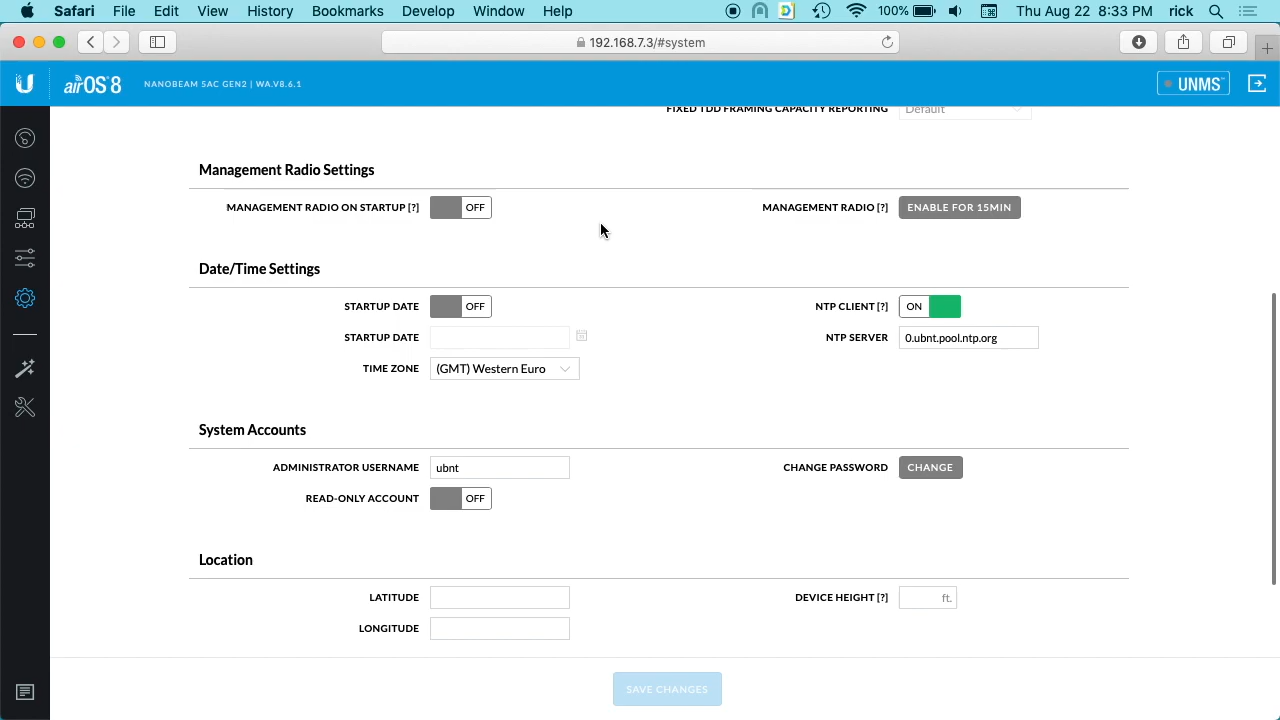 Safari File Edit View History Bookmarks Develop Window Help 100% Thu Aug 22 8:33 PM rick
192.168.7.3/#system
airOS 8 NANOBEAM 5AC GEN2 | WA.V8.6.1 UNMS
FIXED TDD FRAMING CAPACITY REPORTING Default
Management Radio Settings
MANAGEMENT RADIO ON STARTUP [?] OFF MANAGEMENT RADIO [?] ENABLE FOR 15MIN
Date/Time Settings
STARTUP DATE OFF NTP CLIENT [?] ON
STARTUP DATE NTP SERVER 0.ubnt.pool.ntp.org
TIME ZONE (GMT) Western Euro
System Accounts
ADMINISTRATOR USERNAME ubnt CHANGE PASSWORD CHANGE
READ-ONLY ACCOUNT OFF
Location
LATITUDE DEVICE HEIGHT [?] ft.
LONGITUDE
SAVE CHANGES